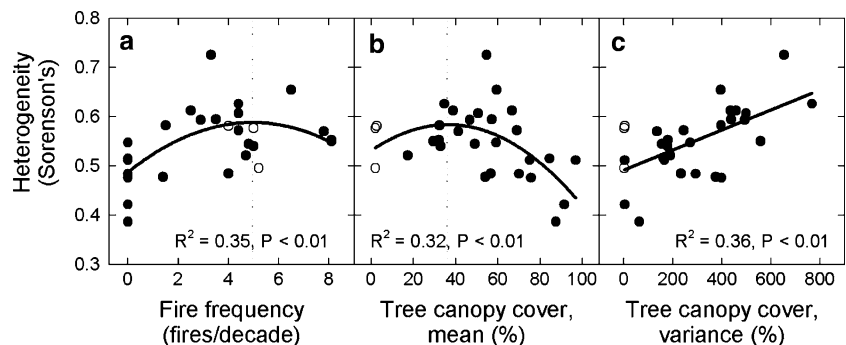 Heterogeneity
(Sorenson's)
0.8
0.7
0.6
0.5
0.4
0.3
a
R² = 0.35, P < 0.01
0 2 4 6 8
Fire frequency
(fires/decade)
b
R² = 0.32, P < 0.01
0 20 40 60 80 100
Tree canopy cover,
mean (%)
c
R² = 0.36, P < 0.01
0 200 400 600 800
Tree canopy cover,
variance (%)